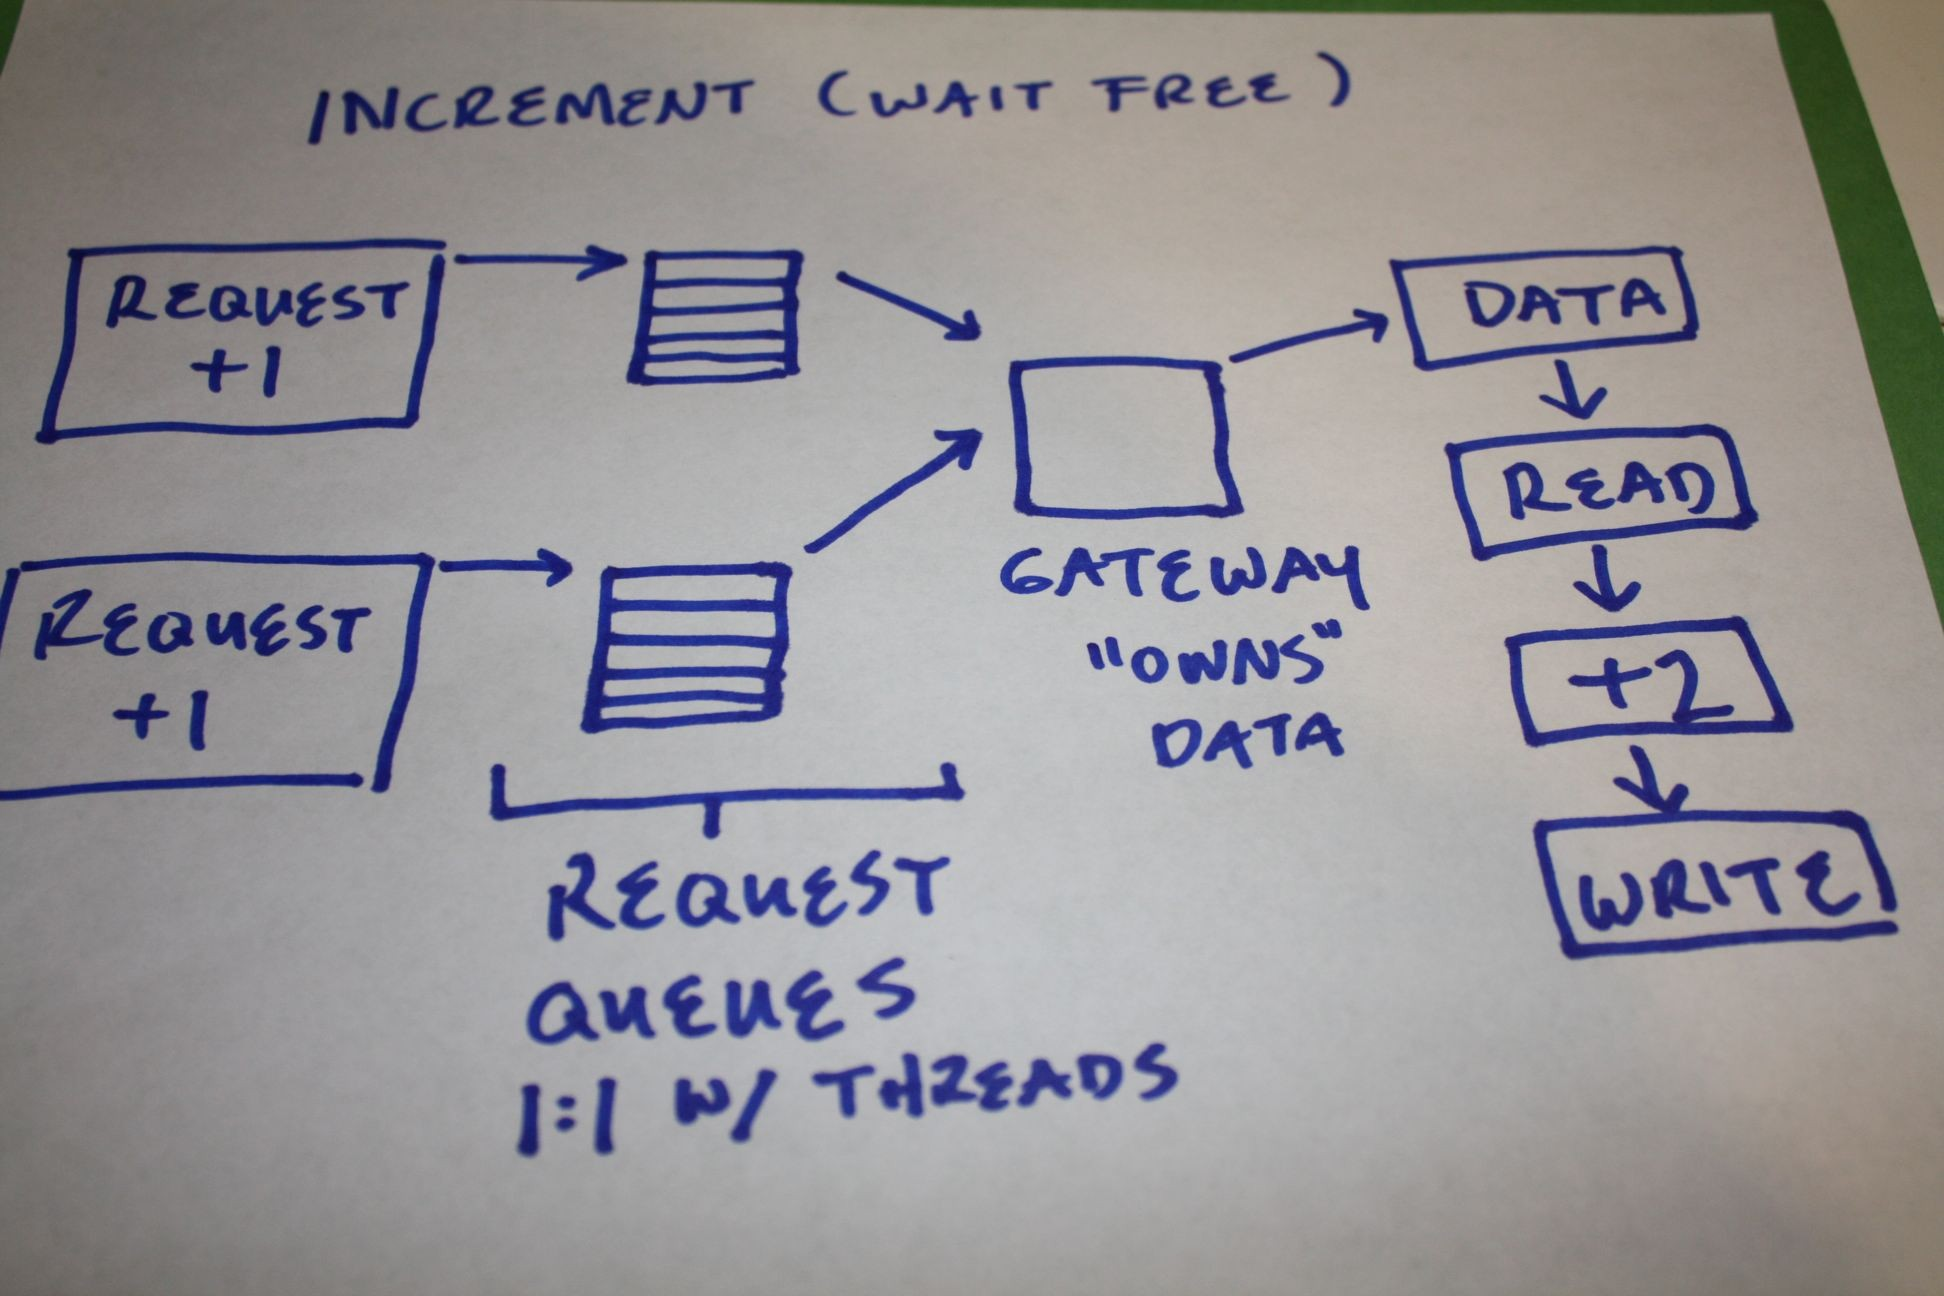 INCREMENT (WAIT FREE)
REQUEST
+1
REQUEST
+1
REQUEST
QUEUES
1:1 W/ THREADS
GATEWAY
"OWNS"
DATA
DATA
READ
+2
WRITE